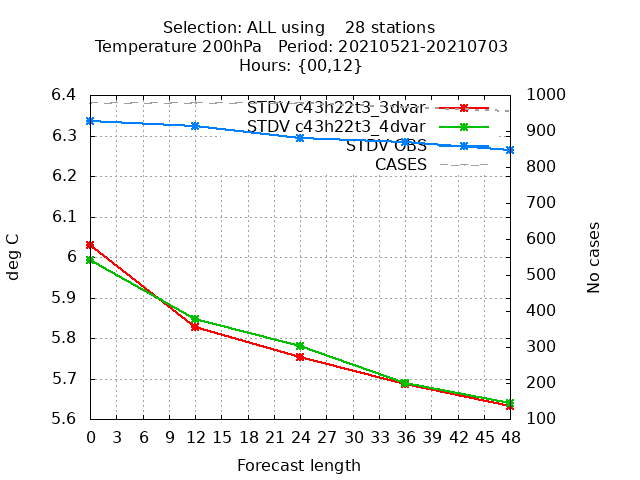 Selection: ALL using    28 stations
Temperature 200hPa   Period: 20210521-20210703
Hours: {00,12}
STDV c43h22t3_3dvar
STDV c43h22t3_4dvar
STDV OBS
CASES
6.4
6.3
6.2
6.1
6
5.9
5.8
5.7
5.6
1000
900
800
700
600
500
400
300
200
100
deg C
No cases
0 3 6 9 12 15 18 21 24 27 30 33 36 39 42 45 48
Forecast length